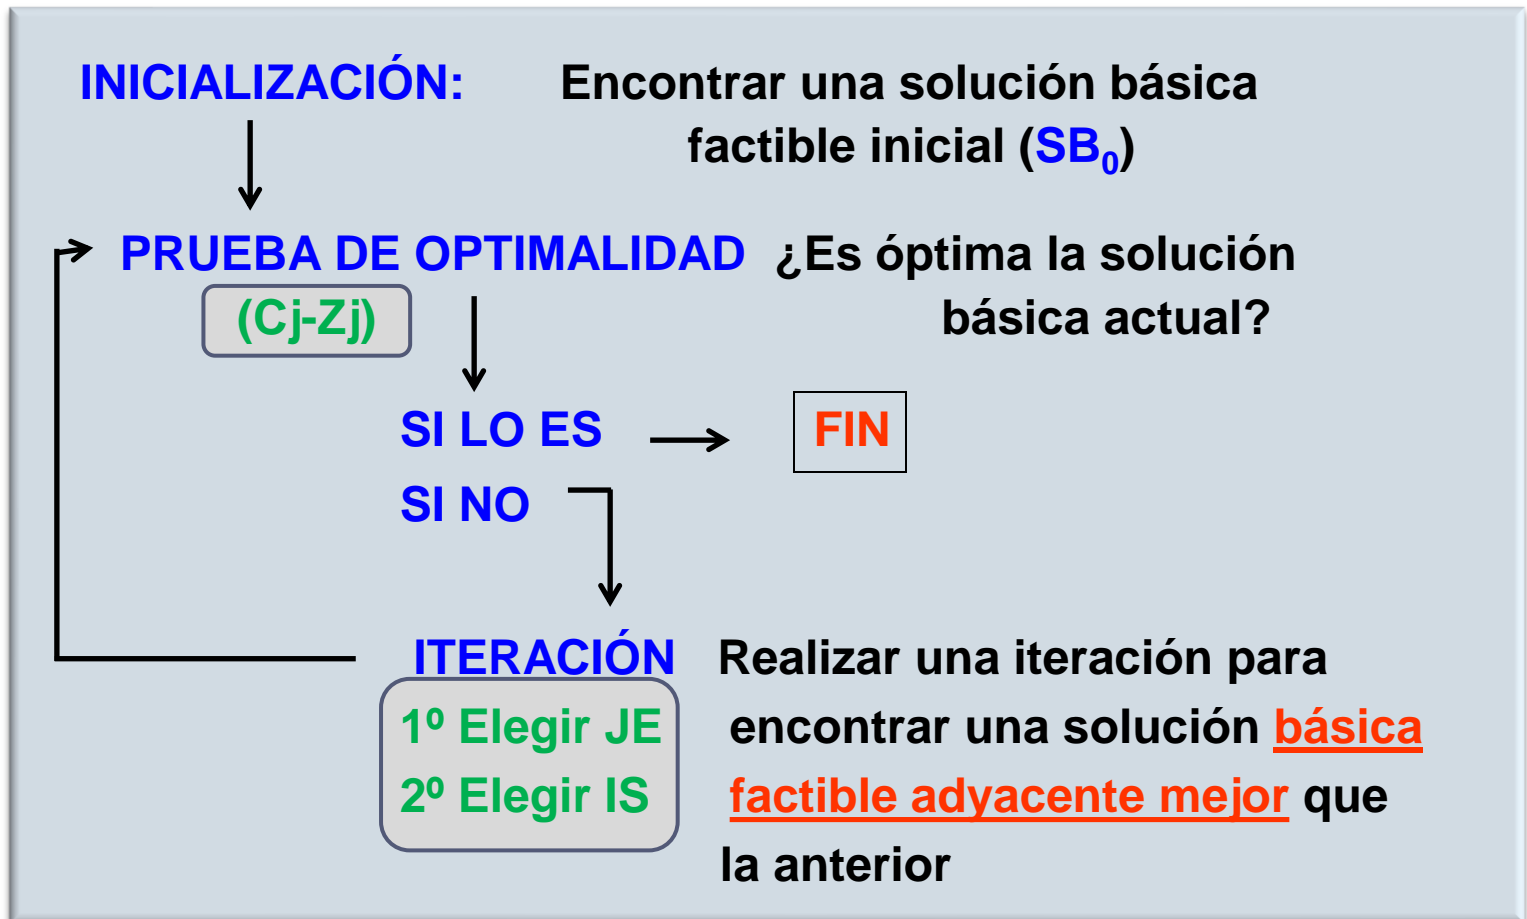 INICIALIZACIÓN: Encontrar una solución básica
factible inicial (SB₀)
PRUEBA DE OPTIMALIDAD ¿Es óptima la solución
(Cj-Zj) básica actual?
SI LO ES FIN
SI NO
ITERACIÓN Realizar una iteración para
1º Elegir JE encontrar una solución básica
2º Elegir IS factible adyacente mejor que
la anterior